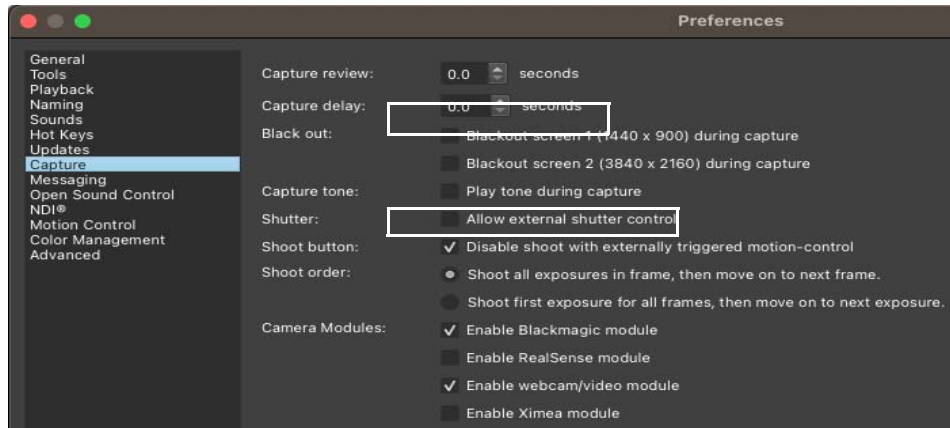 Preferences
General
Tools
Playback
Naming
Sounds
Hot Keys
Updates
Capture
Messaging
Open Sound Control
NDI®
Motion Control
Color Management
Advanced
Capture review: 0.0 seconds
Capture delay: 0.0 seconds
Black out: Blackout screen 1 (1440 x 900) during capture
Blackout screen 2 (3840 x 2160) during capture
Capture tone: Play tone during capture
Shutter: Allow external shutter control
Shoot button: Disable shoot with externally triggered motion-control
Shoot order: Shoot all exposures in frame, then move on to next frame.
Shoot first exposure for all frames, then move on to next exposure.
Camera Modules: Enable Blackmagic module
Enable RealSense module
Enable webcam/video module
Enable Ximea module